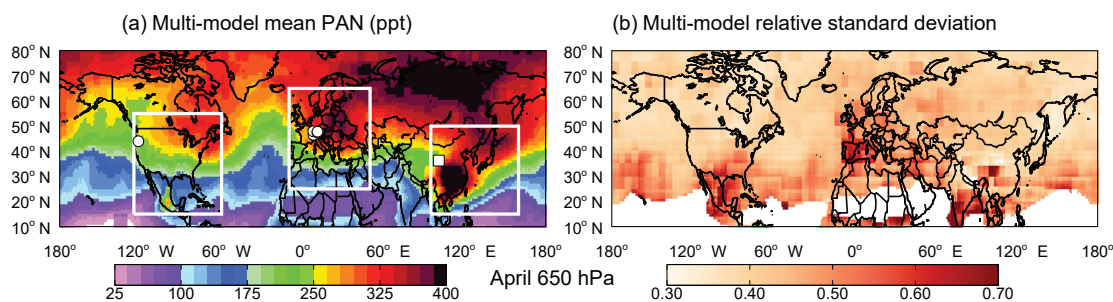 (a) Multi-model mean PAN (ppt)
(b) Multi-model relative standard deviation
80° N
70° N
60° N
50° N
40° N
30° N
20° N
10° N
180° 120° W 60° 0° 60° E 120° 180°
80° N
70° N
60° N
50° N
40° N
30° N
20° N
10° N
180° 120° W 60° 0° 60° E 120° E 180°
25 100 175 250 325 400
April 650 hPa
0.30 0.40 0.50 0.60 0.70